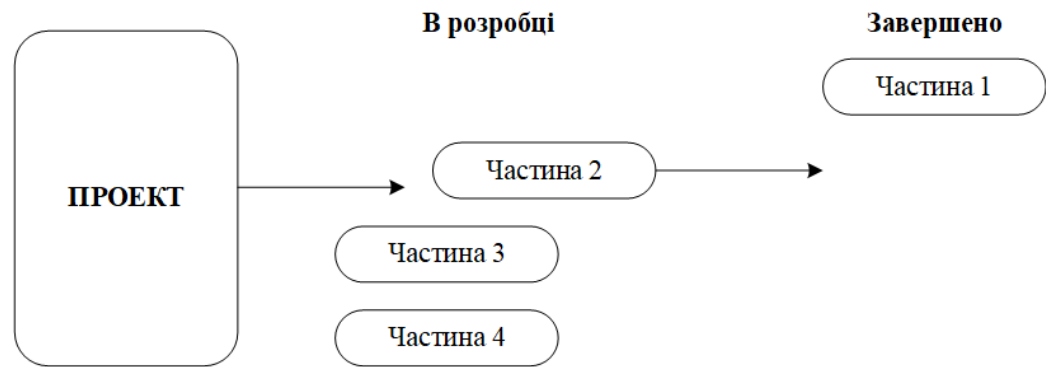 В розробці
Завершено
Частина 1
Частина 2
ПРОЕКТ
Частина 3
Частина 4